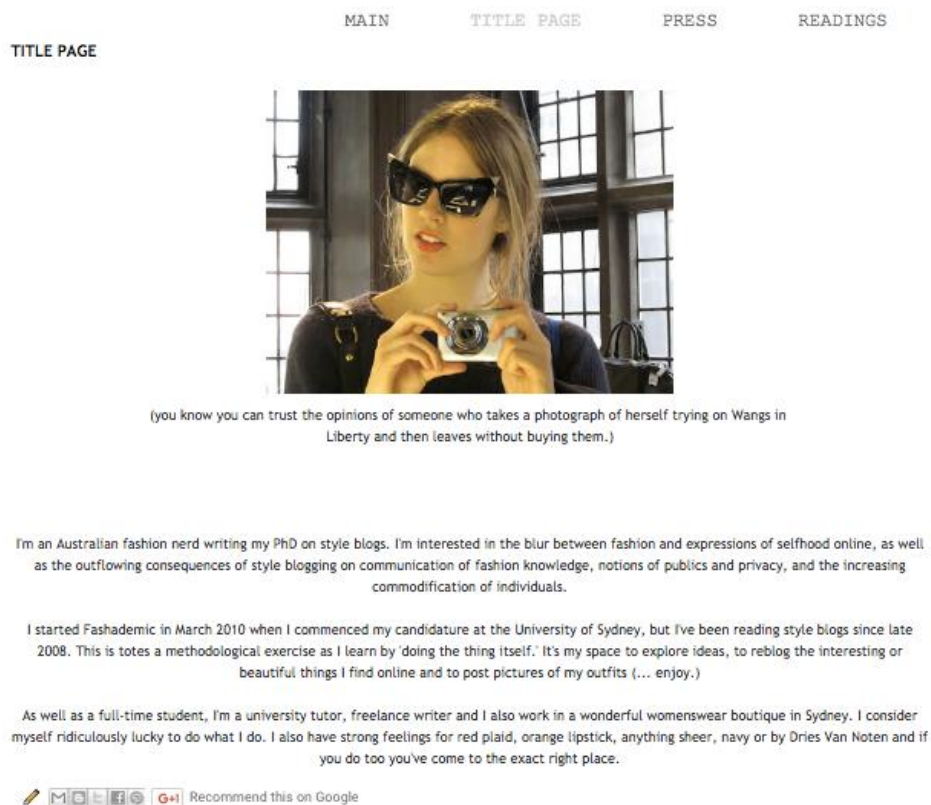 MAIN TITLE PAGE PRESS READINGS
TITLE PAGE
(you know you can trust the opinions of someone who takes a photograph of herself trying on Wangs in
Liberty and then leaves without buying them.)
I'm an Australian fashion nerd writing my PhD on style blogs. I'm interested in the blur between fashion and expressions of selfhood online, as well
as the outflowing consequences of style blogging on communication of fashion knowledge, notions of publics and privacy, and the increasing
commodification of individuals.
I started Fashademic in March 2010 when I commenced my candidature at the University of Sydney, but I've been reading style blogs since late
2008. This is totes a methodological exercise as I learn by 'doing the thing itself.' It's my space to explore ideas, to reblog the interesting or
beautiful things I find online and to post pictures of my outfits (... enjoy.)
As well as a full-time student, I'm a university tutor, freelance writer and I also work in a wonderful womenswear boutique in Sydney. I consider
myself ridiculously lucky to do what I do. I also have strong feelings for red plaid, orange lipstick, anything sheer, navy or by Dries Van Noten and if
you do too you've come to the exact right place.
G+1 Recommend this on Google